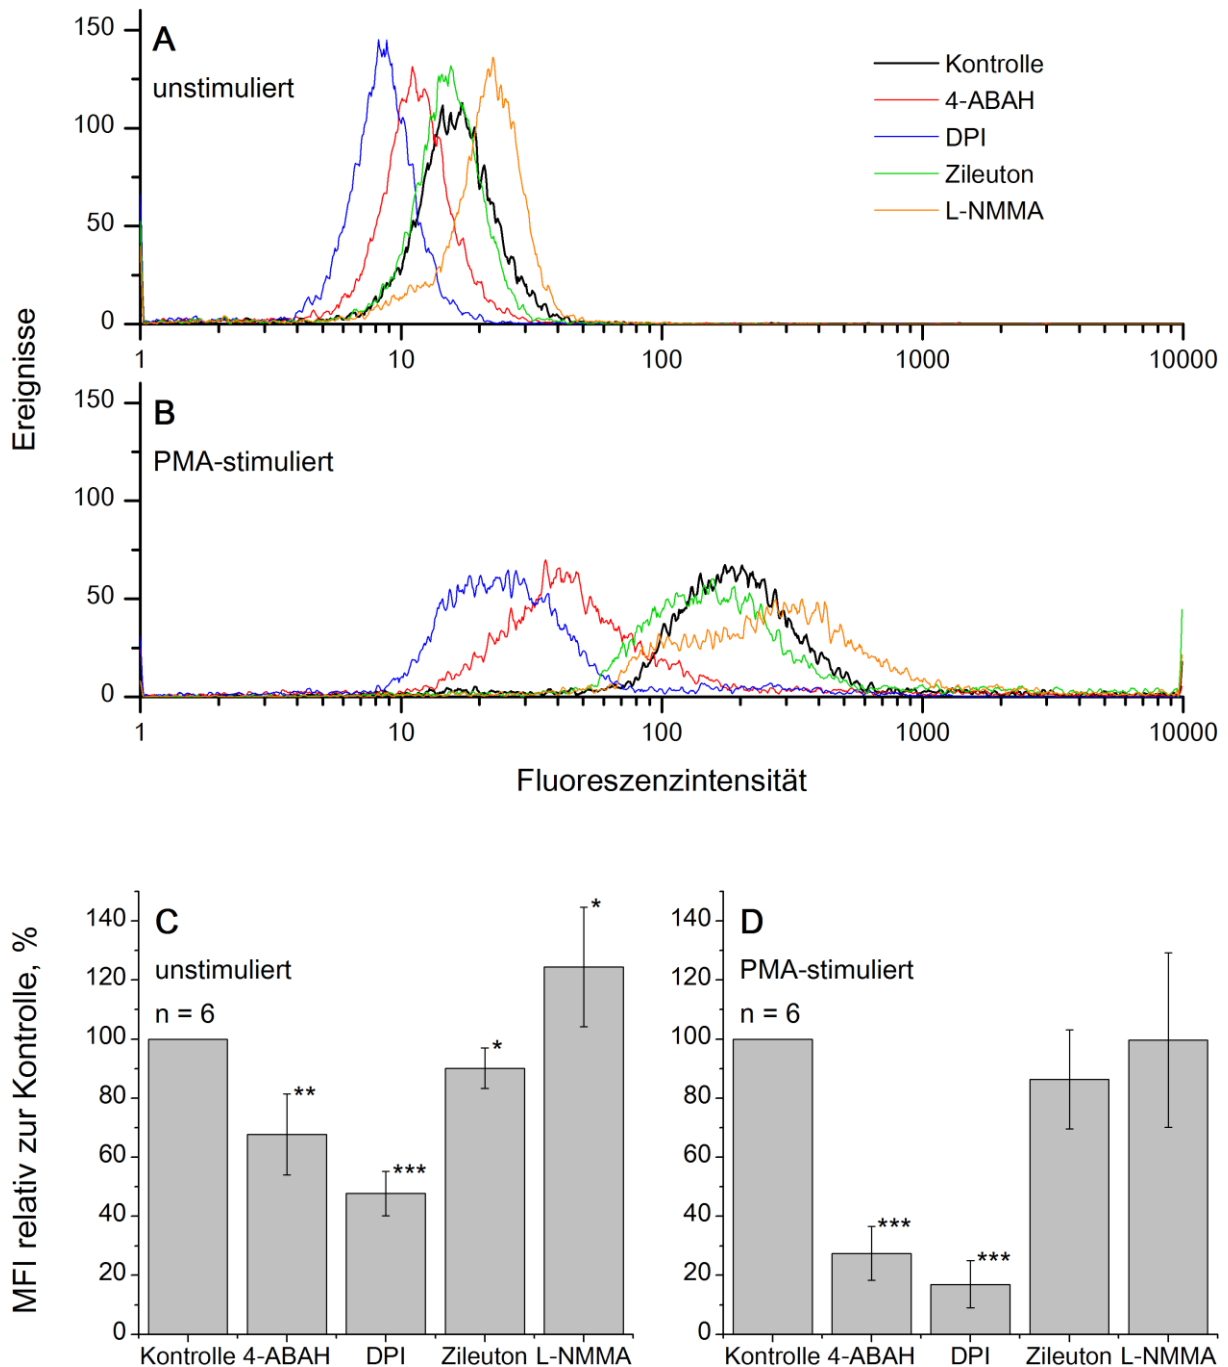 150
A
unstimuliert
100
50
0
1
10
100
1000
10000
Kontrolle
4-ABAH
DPI
Zileuton
L-NMMA
Ereignisse
150
B
PMA-stimuliert
100
50
0
1
10
100
1000
10000
Fluoreszenzintensität
MFI relativ zur Kontrolle, %
C
unstimuliert
n = 6
140
120
100
80
60
40
20
0
**
***
*
*
Kontrolle 4-ABAH DPI Zileuton L-NMMA
D
PMA-stimuliert
n = 6
140
120
100
80
60
40
20
0
***
***
Kontrolle 4-ABAH DPI Zileuton L-NMMA